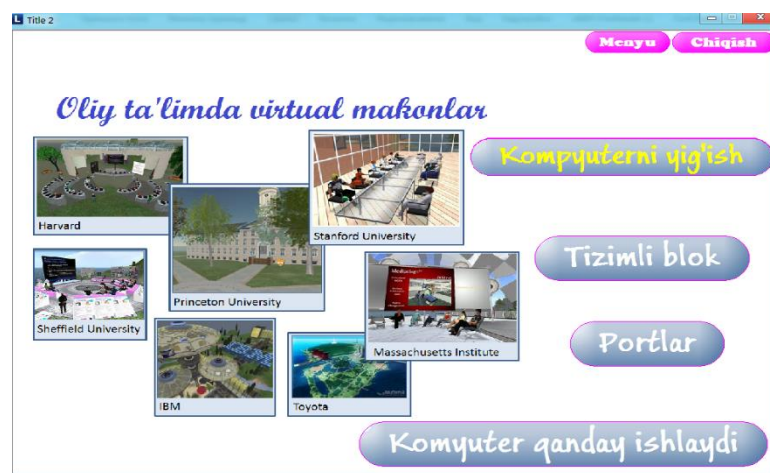 Title 2
Menyu
Chiqish
Oliy ta'limda virtual makonlar
Harvard
Princeton University
Stanford University
Sheffield University
Massachusetts Institute
IBM
Toyota
Kompyuterni yig'ish
Tizimli blok
Portlar
Komyuter qanday ishlaydi